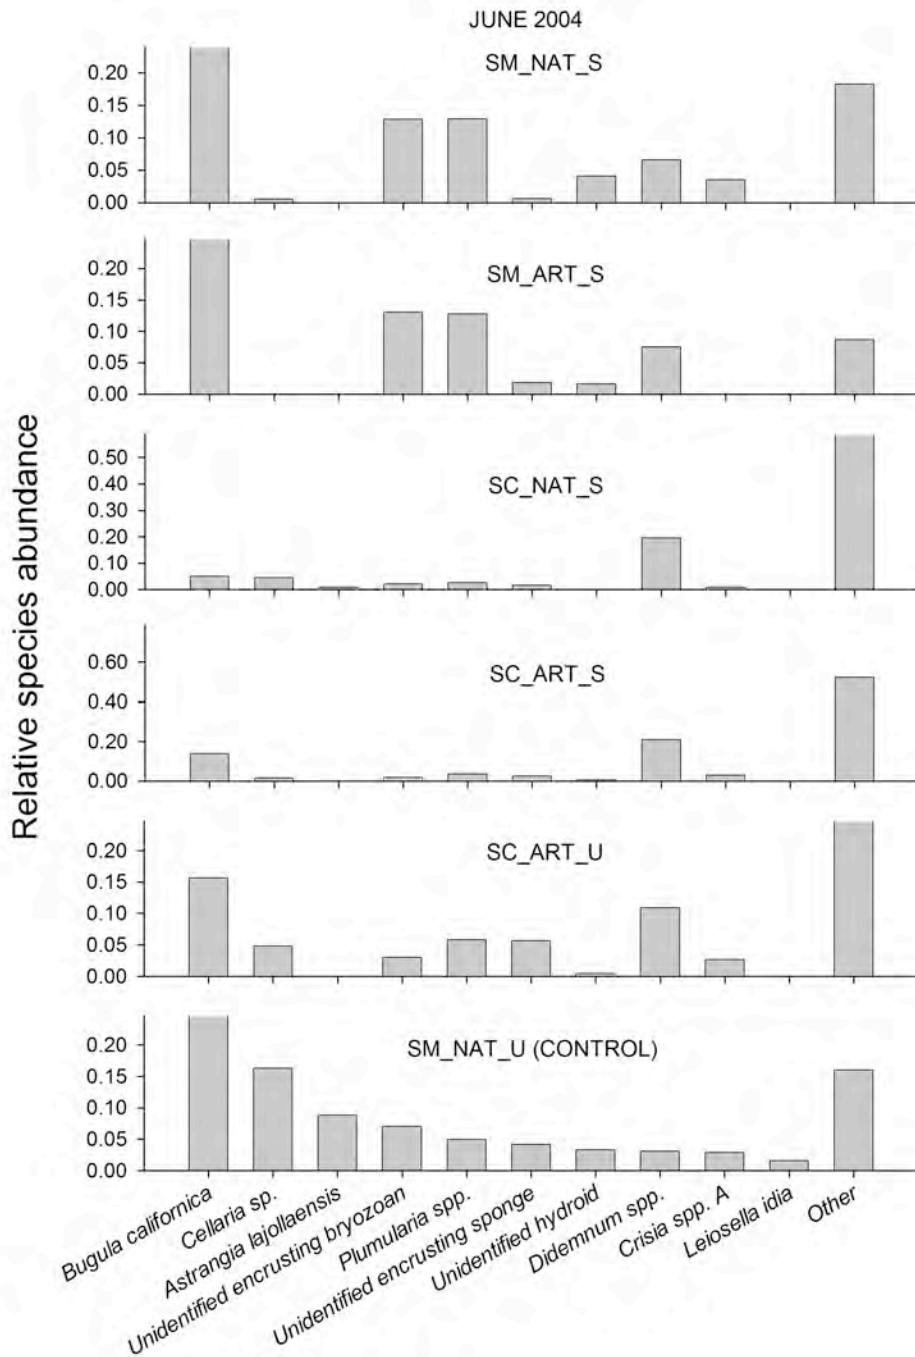 JUNE 2004
SM_NAT_S
0.20
0.15
0.10
0.05
0.00
SM_ART_S
0.20
0.15
0.10
0.05
0.00
SC_NAT_S
0.50
0.40
0.30
0.20
0.10
0.00
SC_ART_S
0.60
0.40
0.20
0.00
SC_ART_U
0.20
0.15
0.10
0.05
0.00
SM_NAT_U (CONTROL)
0.20
0.15
0.10
0.05
0.00
Relative species abundance
Bugula californica
Cellaria sp.
Astrangia lajollaensis
Unidentified encrusting bryozoan
Plumularia spp.
Unidentified encrusting sponge
Unidentified hydroid
Didemnum spp.
Crisia spp. A
Leiosella idia
Other